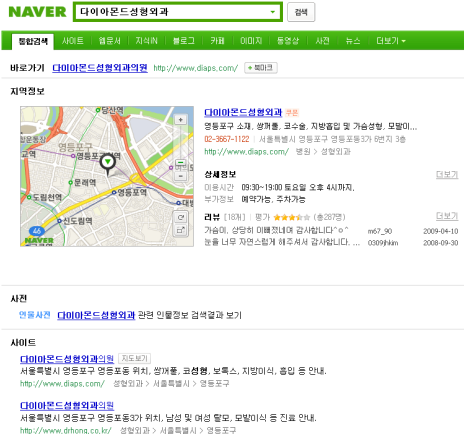 NAVER 다이아몬드성형외과 검색
통합검색 사이트 웹문서 지식iN 블로그 카페 이미지 동영상 사전 뉴스 더보기
바로가기 다이아몬드성형외과의원 http://www.diaps.com/ +북마크
지역정보
다이아몬드성형외과 쿠폰
영등포구 소재, 쌍꺼풀, 코수술, 지방흡입 및 가슴성형, 모발이...
02-3667-1122 | 서울특별시 영등포구 영등포동3가 6번지 3층
http://www.diaps.com/ 병원 > 성형외과
상세정보 더보기
이용시간 09:30~19:00 토요일 오후 4시까지.
부가정보 예약가능, 주차가능
리뷰 [18개] | 평가 (총287명) 더보기
가슴미, 상당히 이뻐졌네며 감사합니다^o^ m67_90 2009-04-10
눈을 너무 자연스럽게 해주셔서 감사합니다. ... 0309jhkim 2008-09-30
당산역
영등포구
영등포구청역
문래역
영등포역
도림천역
신도림역
46
NAVER
사전
인물사전 다이아몬드성형외과 관련 인물정보 검색결과 보기
사이트
다이아몬드성형외과의원 지도보기
서울특별시 영등포구 영등포동 위치, 쌍꺼풀, 코성형, 보톡스, 지방이식, 흡입 등 안내.
http://www.diaps.com/ 성형외과 > 서울특별시 > 영등포구
다이아몬드성형외과의원
서울특별시 영등포구 영등포동3가 위치, 남성 및 여성 탈모, 모발이식 등 진료 안내.
http://www.drhong.co.kr/ 성형외과 > 서울특별시 > 영등포구